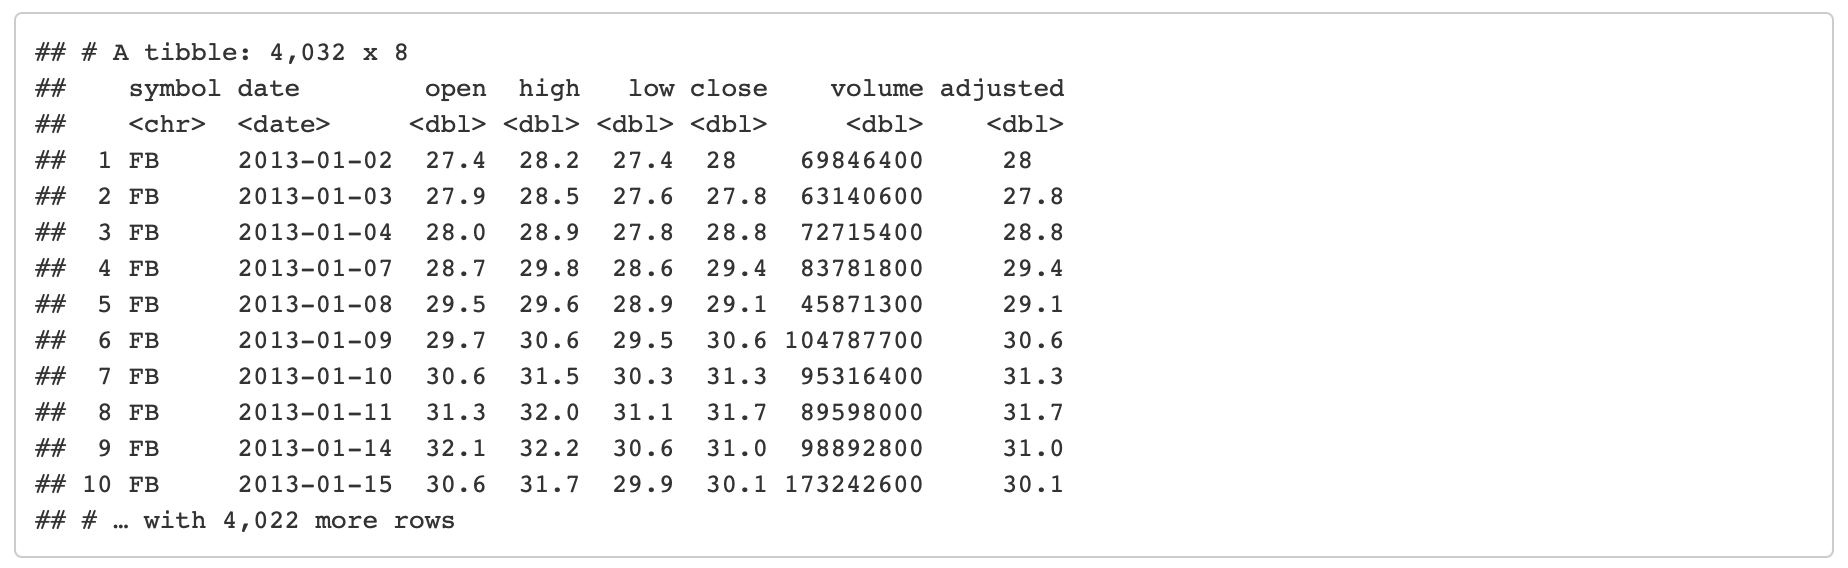 ## # A tibble: 4,032 x 8
##    symbol date        open  high   low close    volume adjusted
##    <chr>  <date>     <dbl> <dbl> <dbl> <dbl>     <dbl>    <dbl>
##  1 FB     2013-01-02  27.4  28.2  27.4  28    69846400     28
##  2 FB     2013-01-03  27.9  28.5  27.6  27.8  63140600     27.8
##  3 FB     2013-01-04  28.0  28.9  27.8  28.8  72715400     28.8
##  4 FB     2013-01-07  28.7  29.8  28.6  29.4  83781800     29.4
##  5 FB     2013-01-08  29.5  29.6  28.9  29.1  45871300     29.1
##  6 FB     2013-01-09  29.7  30.6  29.5  30.6 104787700     30.6
##  7 FB     2013-01-10  30.6  31.5  30.3  31.3  95316400     31.3
##  8 FB     2013-01-11  31.3  32.0  31.1  31.7  89598000     31.7
##  9 FB     2013-01-14  32.1  32.2  30.6  31.0  98892800     31.0
## 10 FB     2013-01-15  30.6  31.7  29.9  30.1 173242600     30.1
## # … with 4,022 more rows